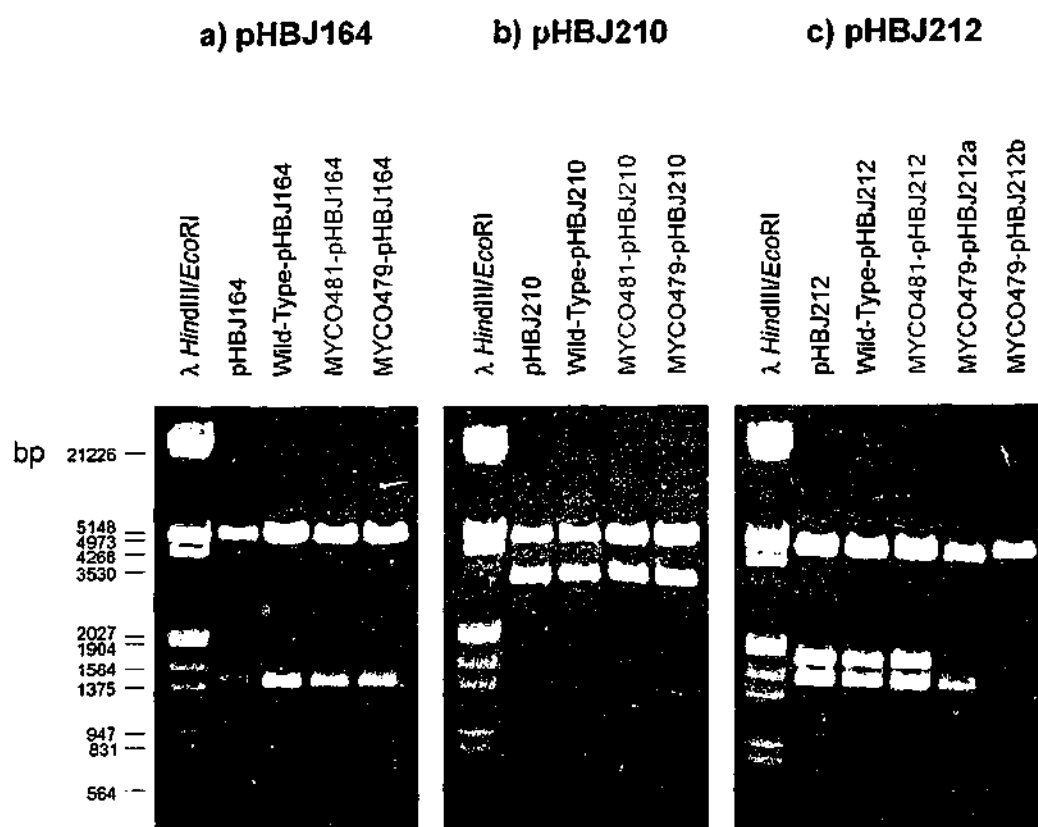 a) pHBJ164
b) pHBJ210
c) pHBJ212
λ HindIII/EcoRI
pHBJ164
Wild-Type-pHBJ164
MYCO481-pHBJ164
MYCO479-pHBJ164
λ HindIII/EcoRI
pHBJ210
Wild-Type-pHBJ210
MYCO481-pHBJ210
MYCO479-pHBJ210
λ HindIII/EcoRI
pHBJ212
Wild-Type-pHBJ212
MYCO481-pHBJ212
MYCO479-pHBJ212a
MYCO479-pHBJ212b
bp
21226
5148
4973
4268
3530
2027
1904
1564
1375
947
831
564